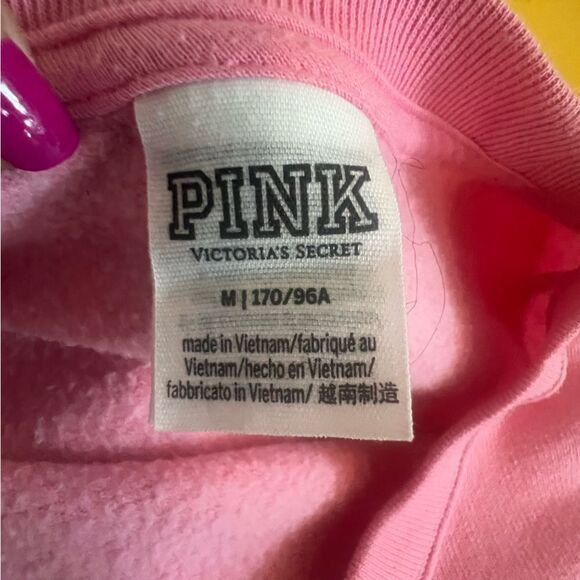 PINK
VICTORIA'S SECRET
M | 170/96A
made in Vietnam/fabriqué au
Vietnam/hecho en Vietnam/
fabbricato in Vietnam/ 越南制造